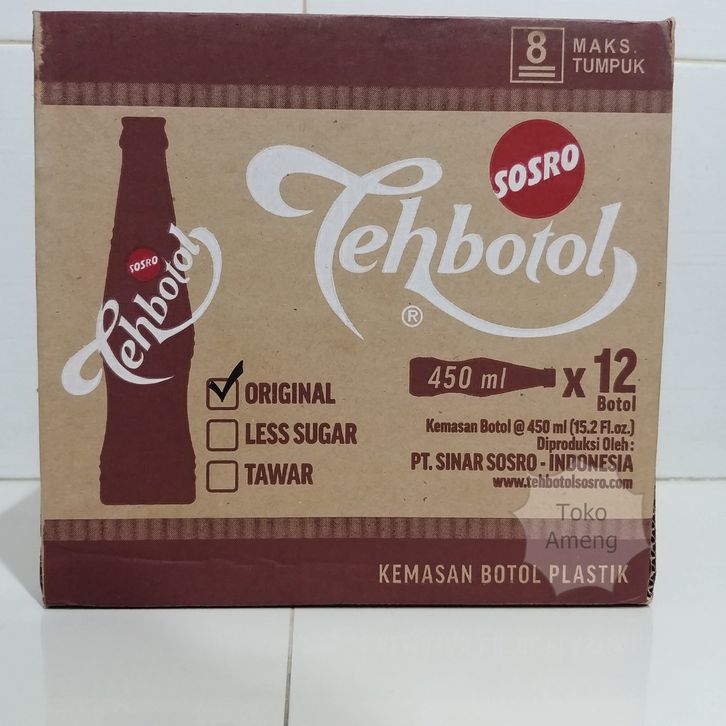 8 MAKS.
TUMPUK
SOSRO
Tehbotol
®
SOSRO
Tehbotol
ORIGINAL
LESS SUGAR
TAWAR
450 ml x 12
Botol
Kemasan Botol @ 450 ml (15.2 Fl.oz.)
Diproduksi Oleh :
PT. SINAR SOSRO - INDONESIA
www.tehbotolsosro.com
Toko
Ameng
KEMASAN BOTOL PLASTIK